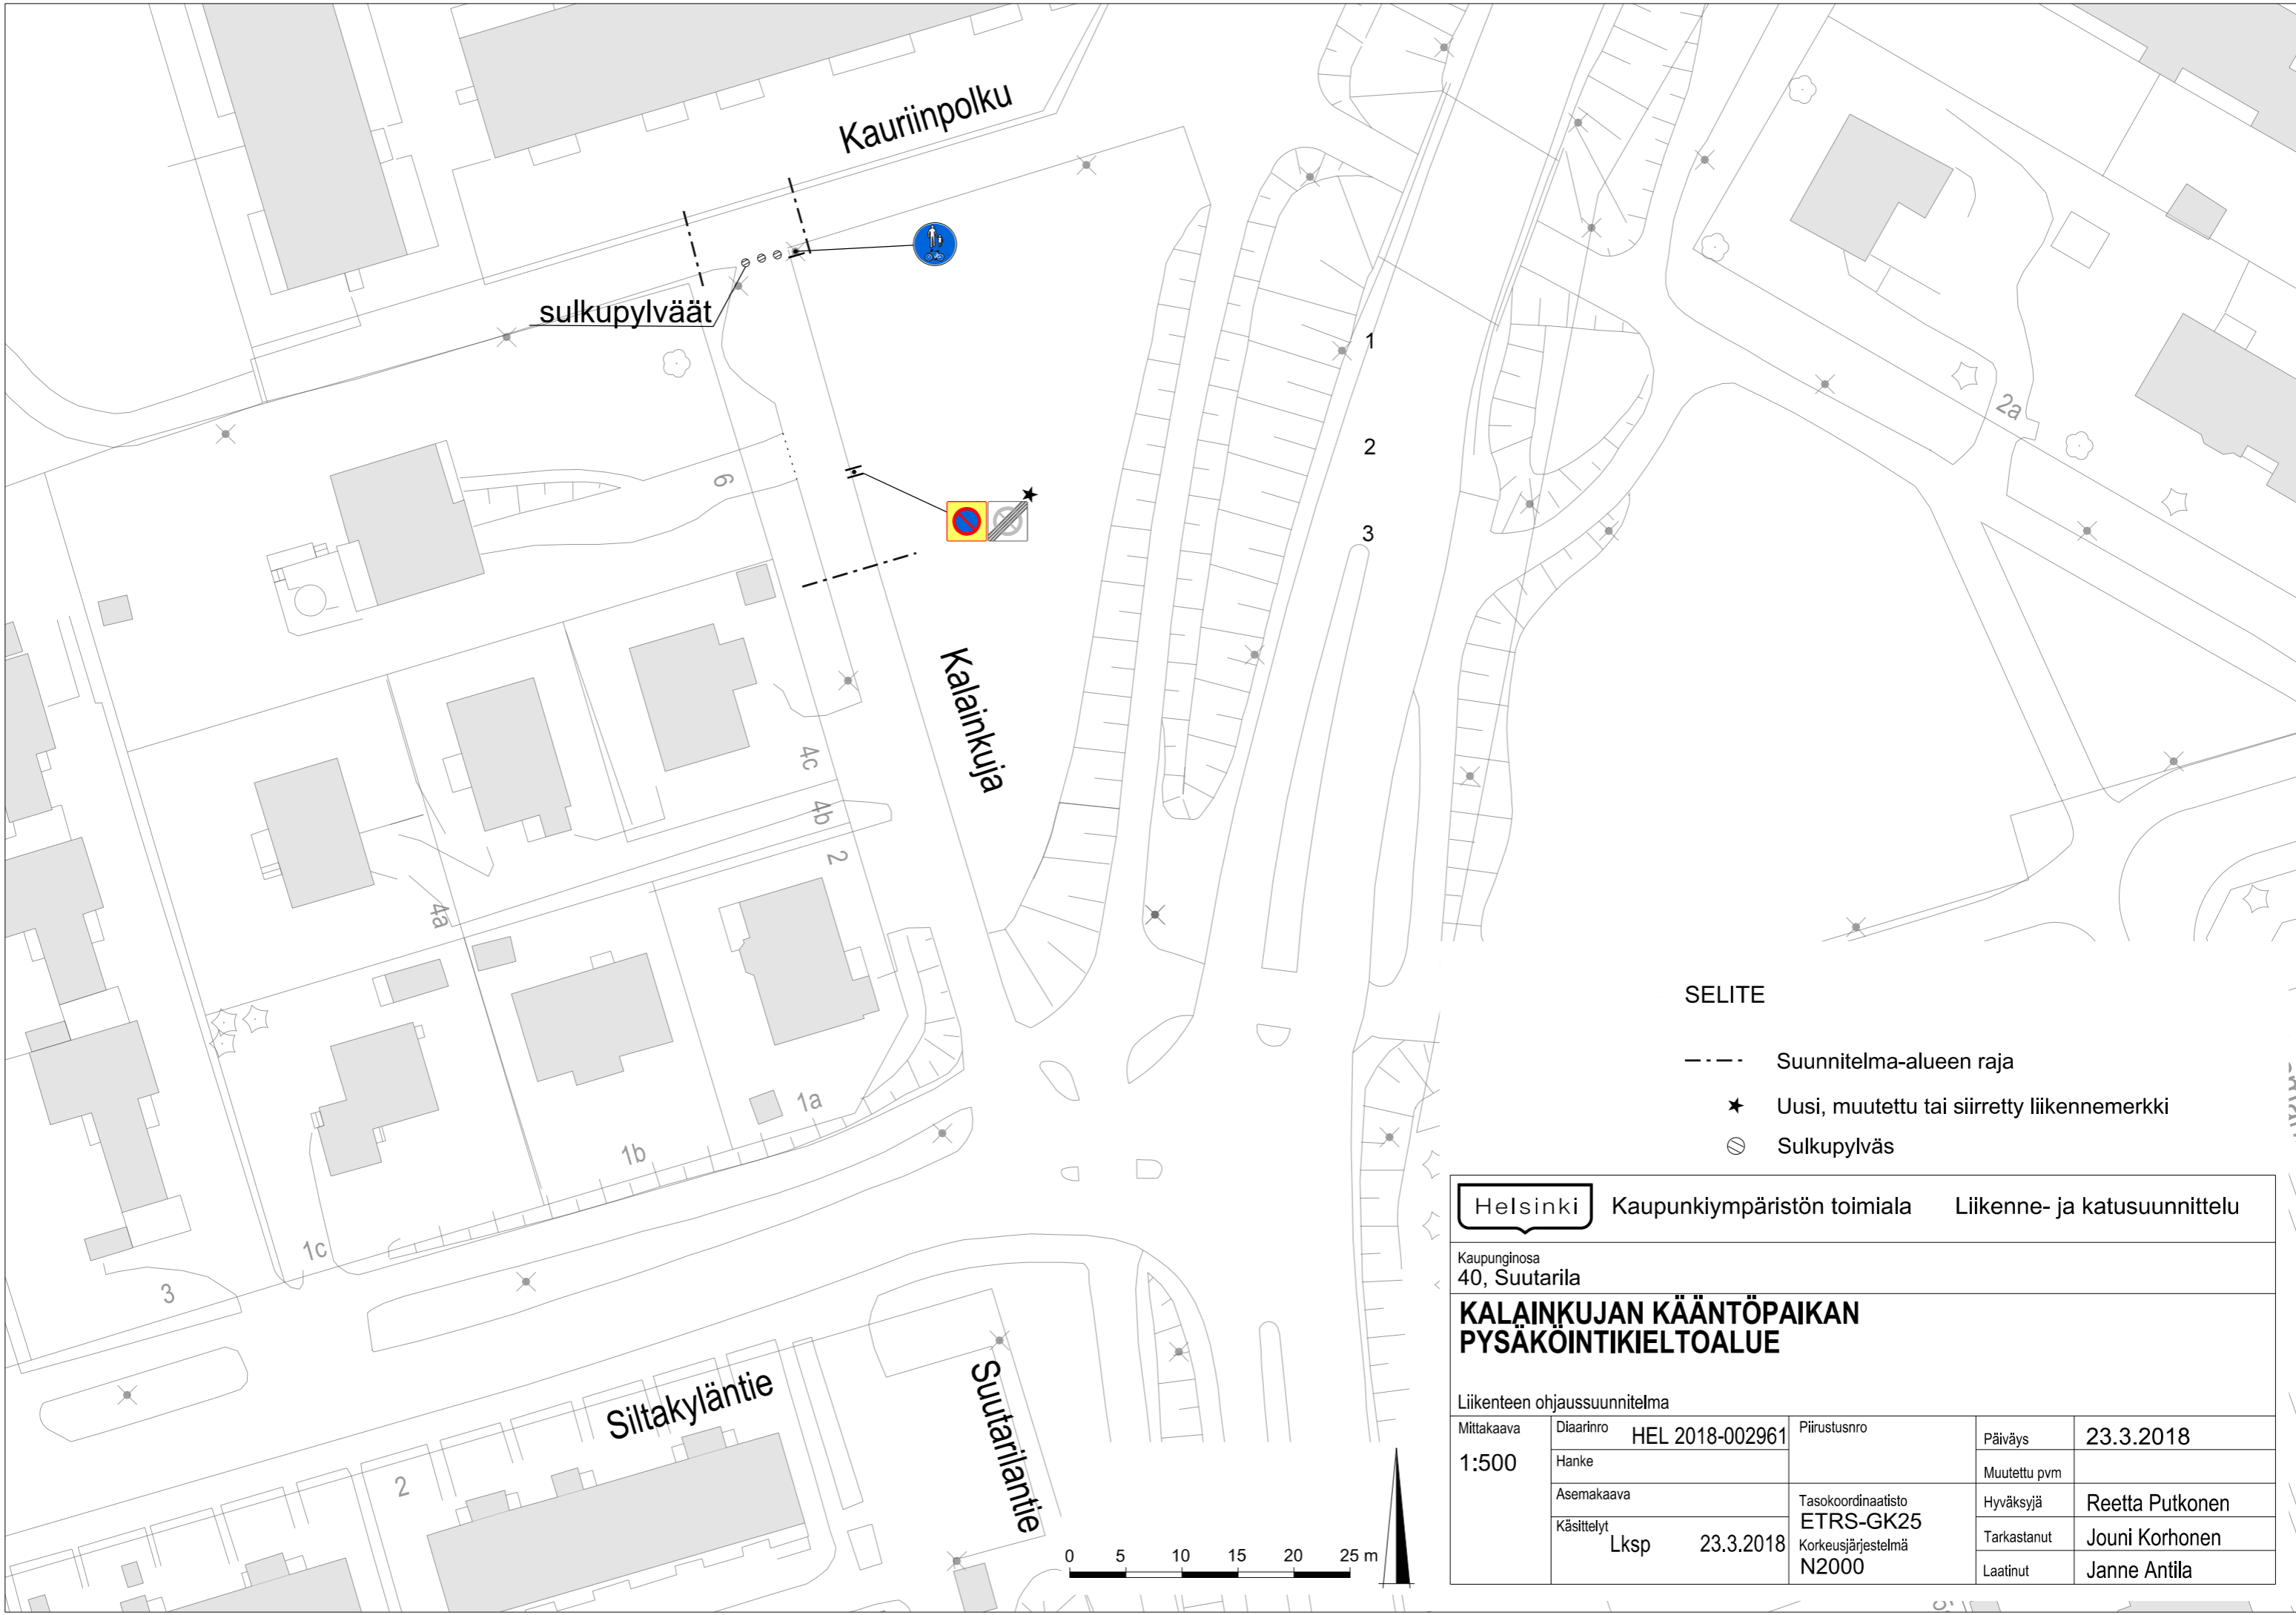 Kauriinpolku
sulkupylväät
1
2
3
2a
6
Kalainkuja
4c
4b
2
4a
1a
1b
1c
3
Siltakyläntie
Suutarilantie
2
0 5 10 15 20 25 m
SELITE
Suunnitelma-alueen raja
Uusi, muutettu tai siirretty liikennemerkki
Sulkupylväs
Helsinki Kaupunkiympäristön toimiala Liikenne- ja katusuunnittelu
Kaupunginosa
40, Suutarila
KALAINKUJAN KÄÄNTÖPAIKAN
PYSÄKÖINTIKIELTOALUE
Liikenteen ohjaussuunnitelma
Mittakaava
1:500
Diaarinro HEL 2018-002961
Hanke
Asemakaava
Käsittelyt
Lksp 23.3.2018
Piirustusnro
Tasokoordinaatisto
ETRS-GK25
Korkeusjärjestelmä
N2000
Päiväys 23.3.2018
Muutettu pvm
Hyväksyjä Reetta Putkonen
Tarkastanut Jouni Korhonen
Laatinut Janne Antila